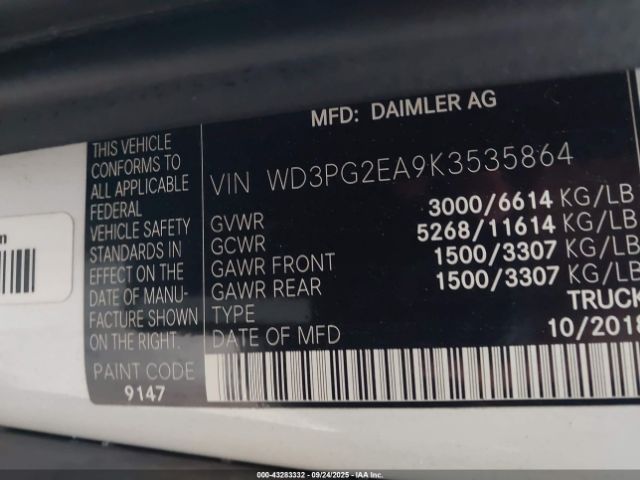 MFD: DAIMLER AG
THIS VEHICLE
CONFORMS TO
ALL APPLICABLE
FEDERAL
VEHICLE SAFETY
STANDARDS IN
EFFECT ON THE
DATE OF MANU-
FACTURE SHOWN
ON THE RIGHT.
PAINT CODE
9147
VIN WD3PG2EA9K3535864
GVWR 3000/6614 KG/LB
GCWR 5268/11614 KG/LB
GAWR FRONT 1500/3307 KG/LB
GAWR REAR 1500/3307 KG/LB
TYPE TRUCK
DATE OF MFD 10/2018
000-43283332 - 09/24/2025 - IAA Inc.